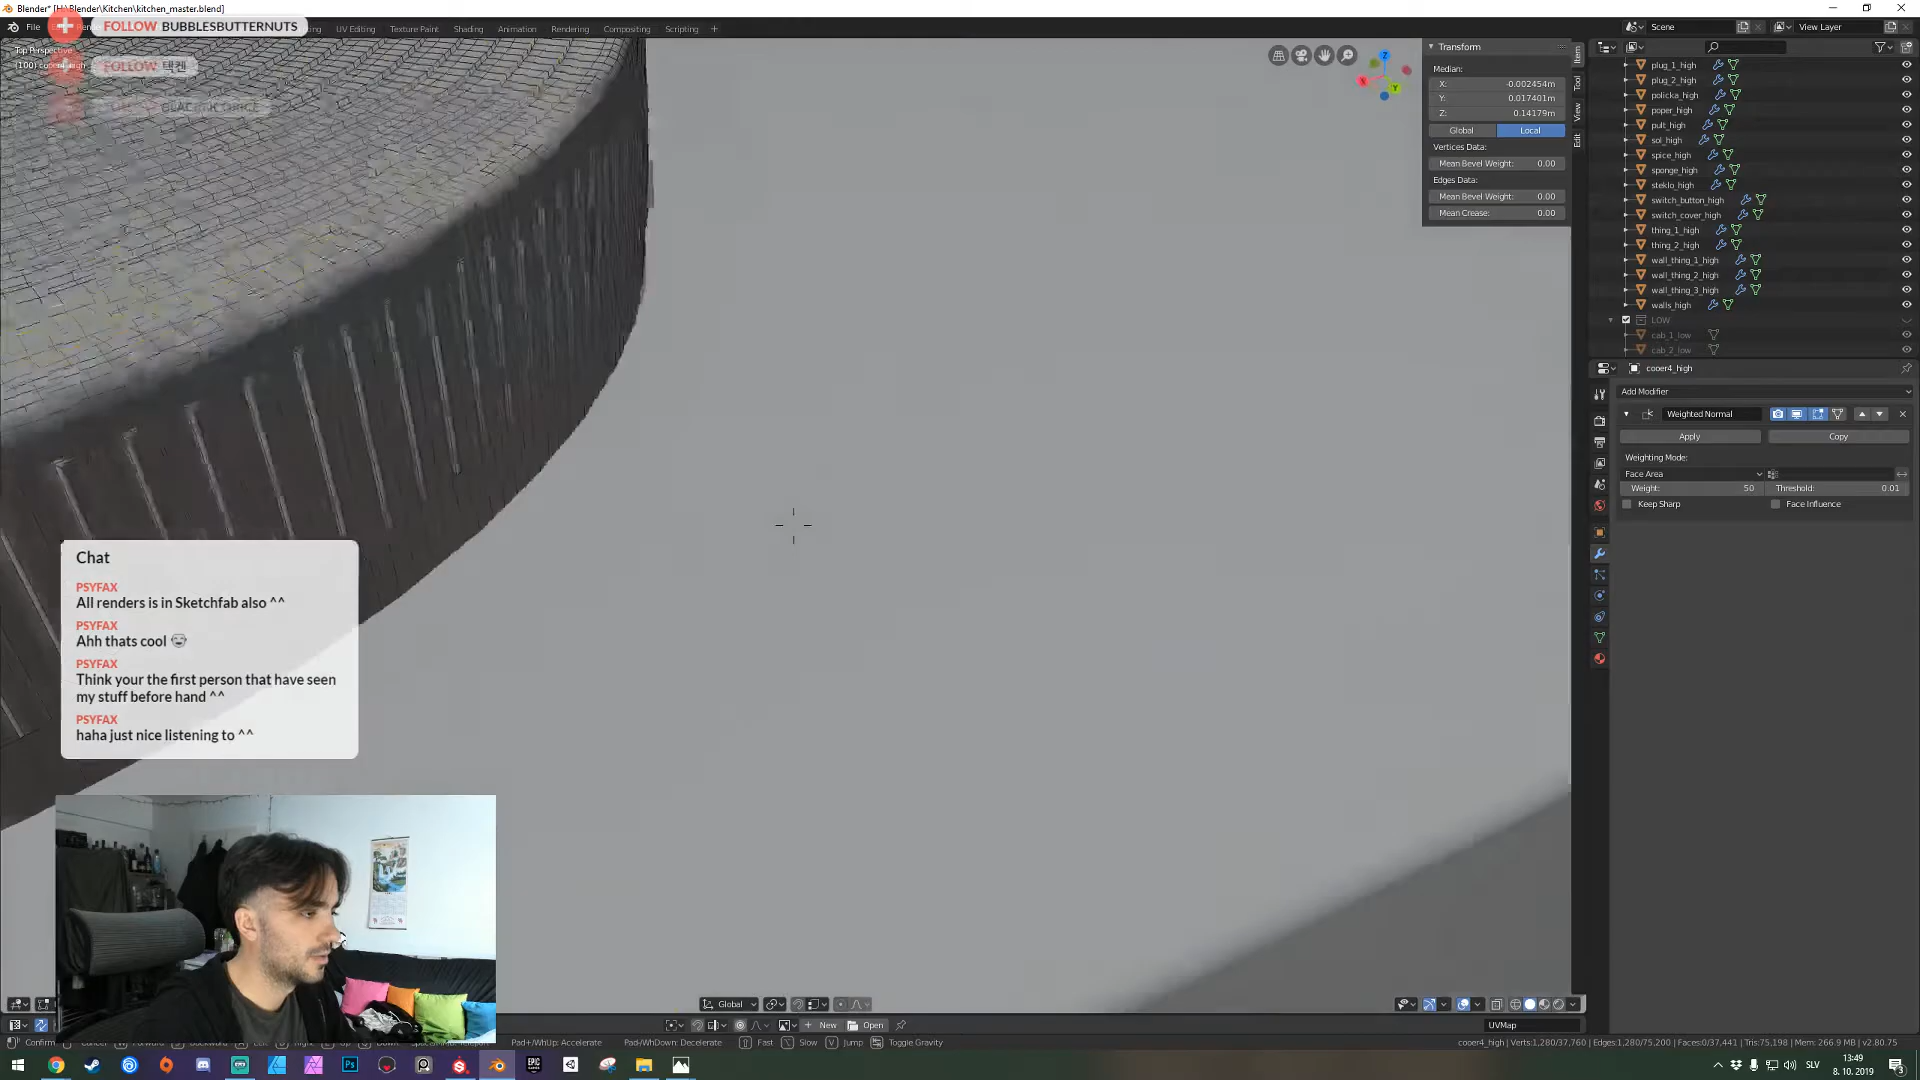 Blender* [H:\Blender\Kitchen\kitchen_master.blend]
File
FOLLOW BUBBLESBUTTERNUTS
UV Editing
Texture Paint
Shading
Animation
Rendering
Compositing
Scripting
Scene
View Layer
Top Perspective
FOLLOW 택켄
Transform
Median:
X: -0.002454m
Y: 0.017401m
Z: 0.14179m
Global
Local
Vertices Data:
Mean Bevel Weight: 0.00
Edges Data:
Mean Bevel Weight: 0.00
Mean Crease: 0.00
Item
Tool
View
Edit
plug_1_high
plug_2_high
policka_high
poper_high
pult_high
sol_high
spice_high
sponge_high
steklo_high
switch_button_high
switch_cover_high
thing_1_high
thing_2_high
wall_thing_1_high
wall_thing_2_high
wall_thing_3_high
walls_high
LOW
cab_1_low
cab_2_low
cooer4_high
Add Modifier
Weighted Normal
Apply
Copy
Weighting Mode:
Face Area
Weight: 50
Threshold: 0.01
Keep Sharp
Face Influence
Chat
PSYFAX
All renders is in Sketchfab also ^^
PSYFAX
Ahh thats cool 😄
PSYFAX
Think your the first person that have seen
my stuff before hand ^^
PSYFAX
haha just nice listening to ^^
Global
New
Open
UVMap
Pad+/WhUp: Accelerate
Pad-/WhDown: Decelerate
Fast
Slow
Jump
Toggle Gravity
cooer4_high | Verts:1,280/37,760 | Edges:1,280/75,200 | Faces:0/37,441 | Tris:75,198 | Mem: 266.9 MB | v2.80.75
SLV
13:49
8. 10. 2019